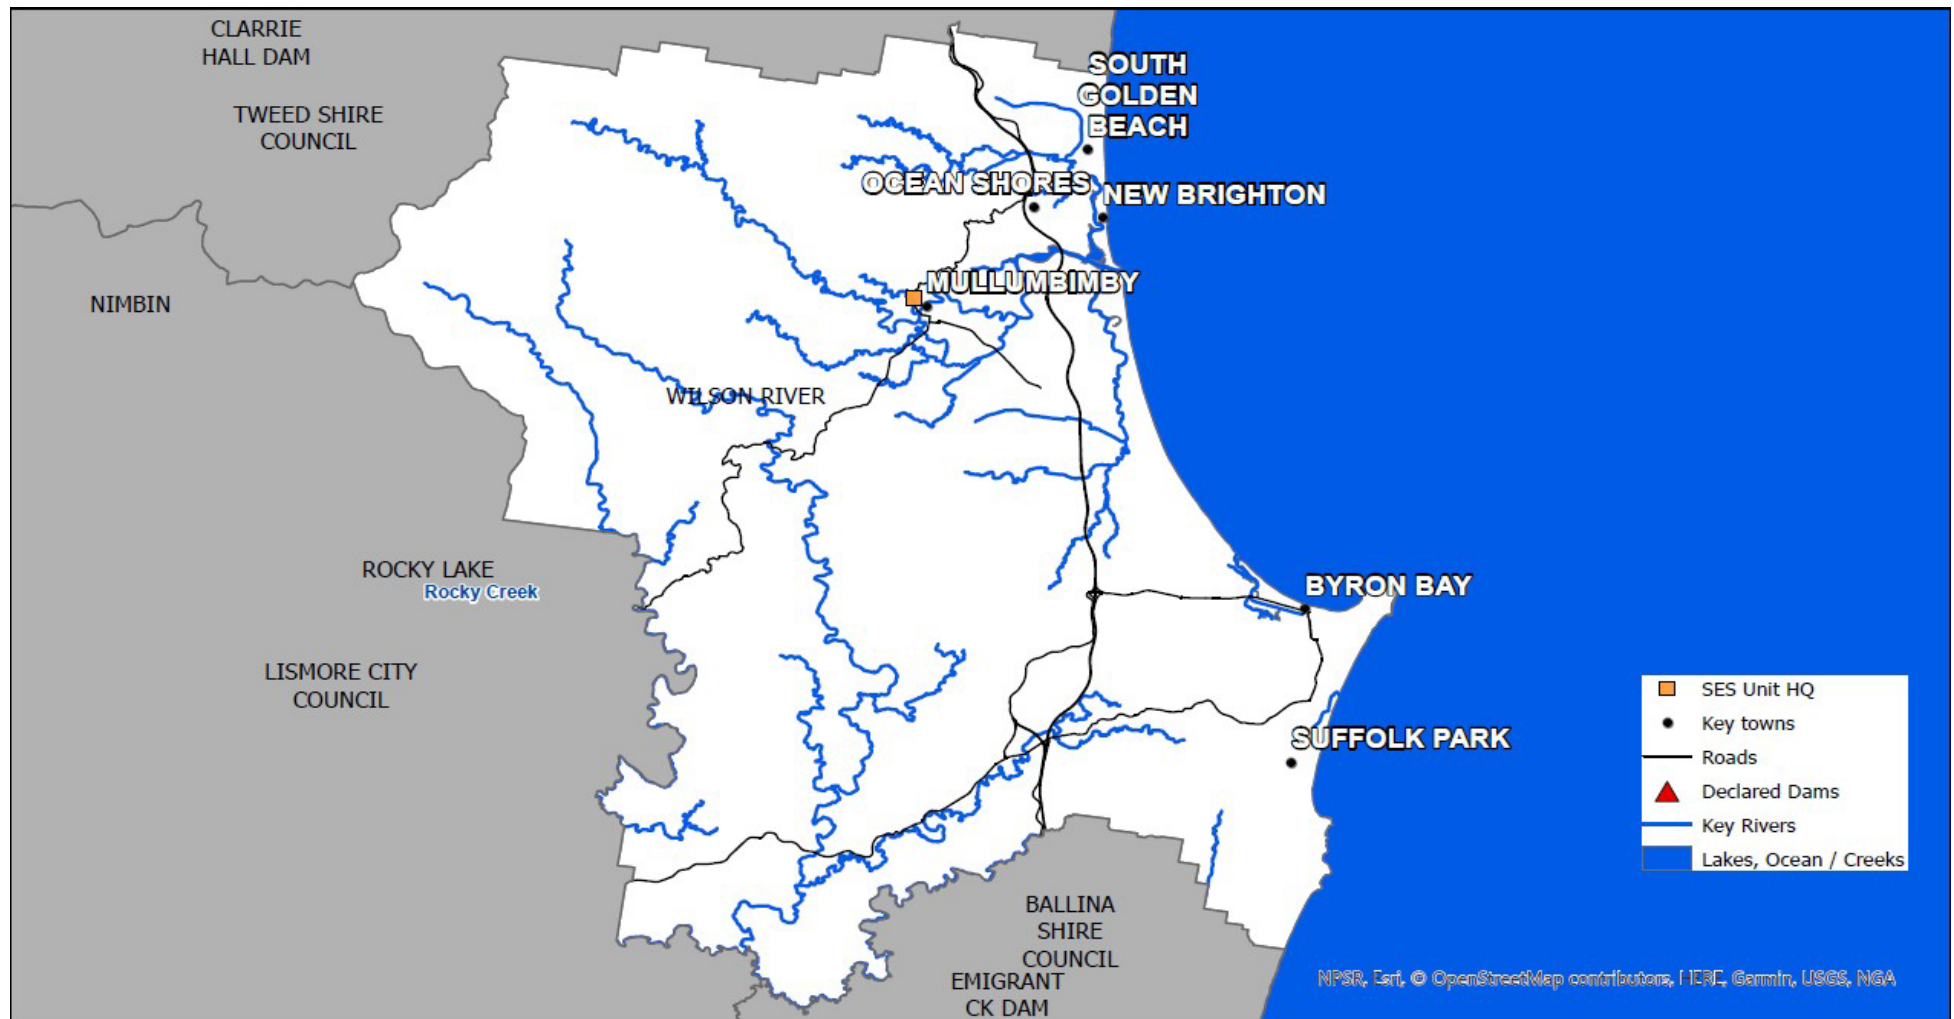 CLARRIE
HALL DAM
TWEED SHIRE
COUNCIL
SOUTH
GOLDEN
BEACH
OCEAN SHORES
NEW BRIGHTON
MULLUMBIMBY
NIMBIN
WILSON RIVER
ROCKY LAKE
Rocky Creek
BYRON BAY
LISMORE CITY
COUNCIL
SUFFOLK PARK
SES Unit HQ
Key towns
Roads
Declared Dams
Key Rivers
Lakes, Ocean / Creeks
BALLINA
SHIRE
COUNCIL
EMIGRANT
CK DAM
NPSR, Esri, © OpenStreetMap contributors, HERE, Garmin, USGS, NGA